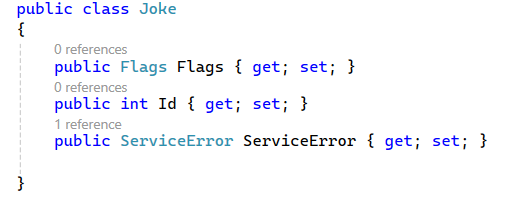 public class Joke
{
0 references
public Flags Flags { get; set; }
0 references
public int Id { get; set; }
1 reference
public ServiceError ServiceError { get; set; }
}